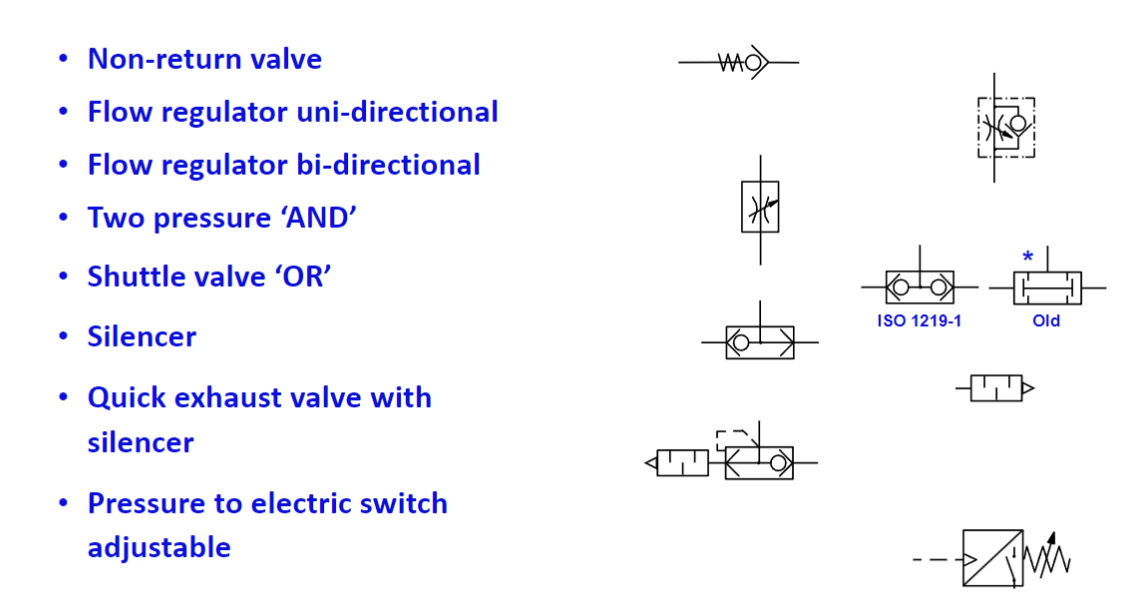 • Non-return valve
• Flow regulator uni-directional
• Flow regulator bi-directional
• Two pressure ‘AND’
*
ISO 1219-1 Old
• Shuttle valve ‘OR’
• Silencer
• Quick exhaust valve with
silencer
• Pressure to electric switch
adjustable